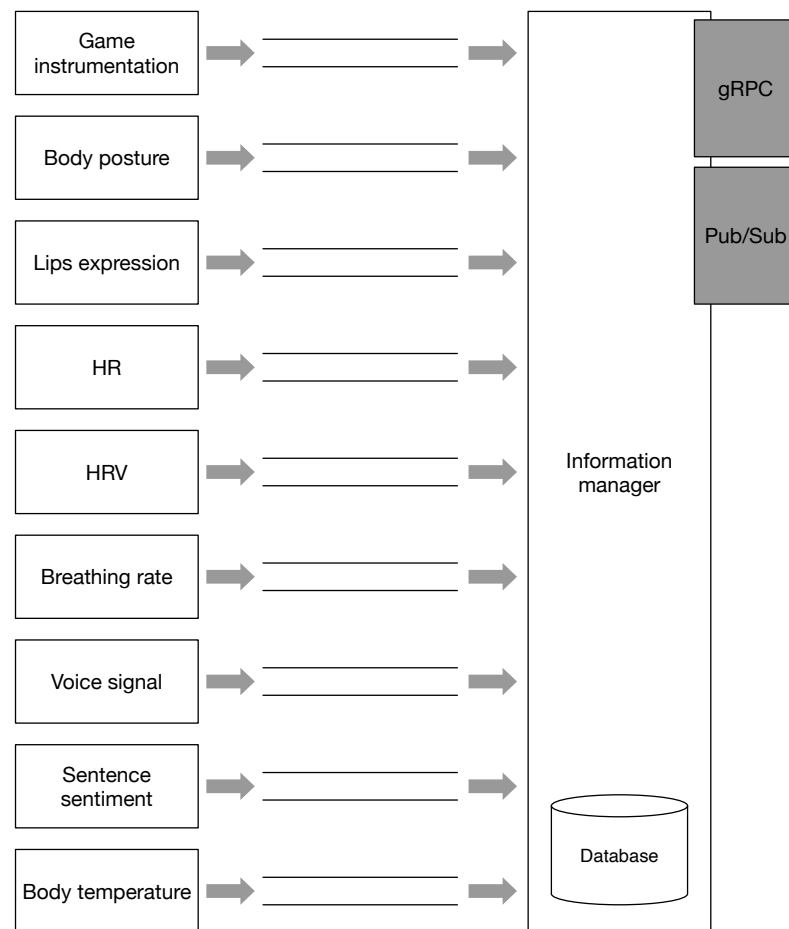 Game
instrumentation
gRPC
Body posture
Pub/Sub
Lips expression
HR
HRV
Information
manager
Breathing rate
Voice signal
Sentence
sentiment
Database
Body temperature